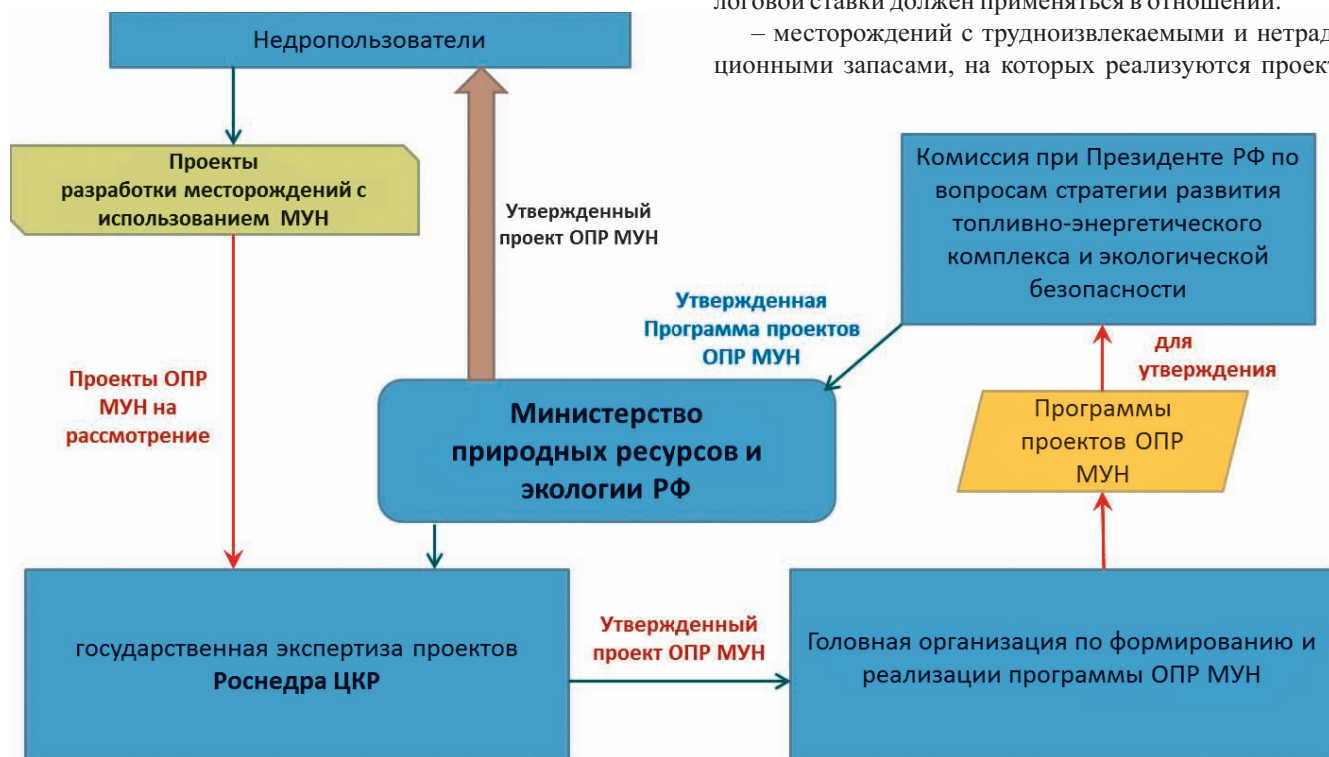 логовой ставки должен применяться в отношении:
– месторождений с трудноизвлекаемыми и нетрад
ционными запасами, на которых реализуются проект
Недропользователи
Проекты
разработки месторождений с
использованием МУН
Утвержденный
проект ОПР МУН
Комиссия при Президенте РФ по
вопросам стратегии развития
топливно-энергетического
комплекса и экологической
безопасности
Утвержденная
Программа проектов
ОПР МУН
для
утверждения
Проекты ОПР
МУН на
рассмотрение
Министерство
природных ресурсов и
экологии РФ
Программы
проектов ОПР
МУН
государственная экспертиза проектов
Роснедра ЦКР
Утвержденный
проект ОПР МУН
Головная организация по формированию и
реализации программы ОПР МУН